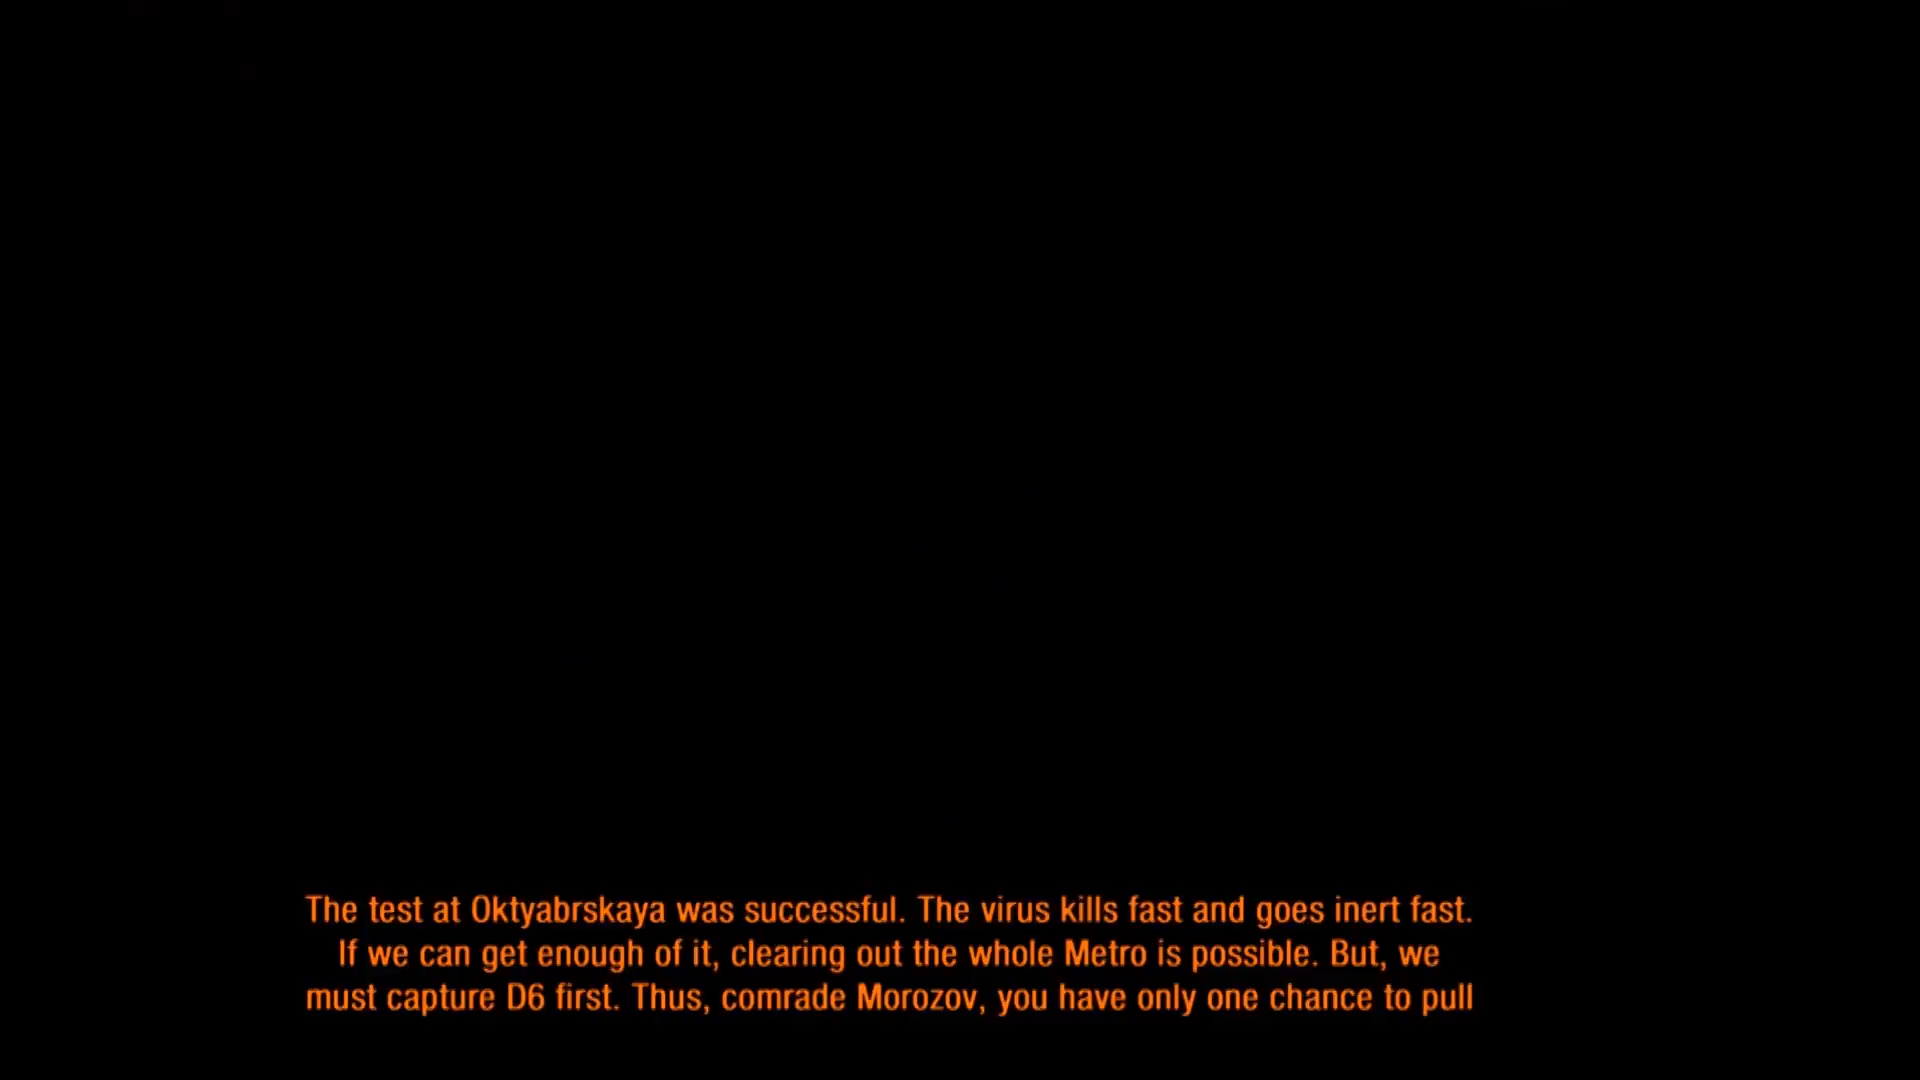 The test at Oktyabrskaya was successful. The virus kills fast and goes inert fast.
If we can get enough of it, clearing out the whole Metro is possible. But, we
must capture D6 first. Thus, comrade Morozov, you have only one chance to pull